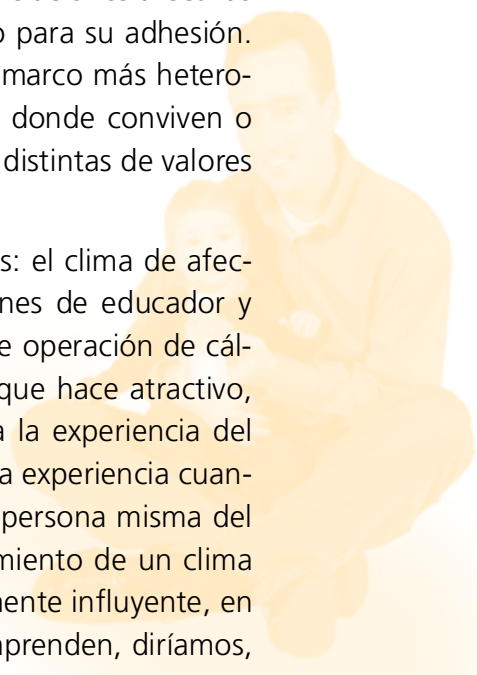 o para su adhesión.
marco más hetero-
donde conviven o
distintas de valores
s: el clima de afec-
nes de educador y
e operación de cál-
que hace atractivo,
a la experiencia del
a experiencia cuan-
persona misma del
miento de un clima
nente influyente, en
prenden, diríamos,